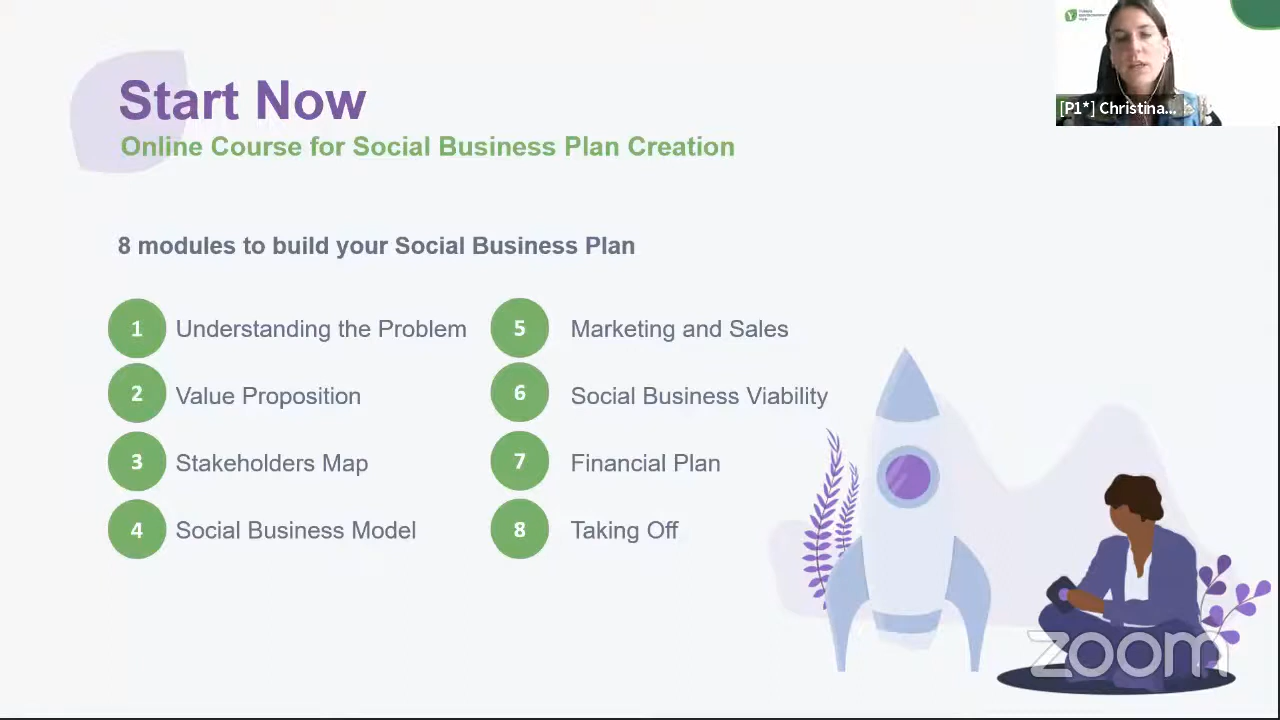 Start Now
Online Course for Social Business Plan Creation
8 modules to build your Social Business Plan
1 Understanding the Problem
2 Value Proposition
3 Stakeholders Map
4 Social Business Model
5 Marketing and Sales
6 Social Business Viability
7 Financial Plan
8 Taking Off
[P1*] Christina...
zoom